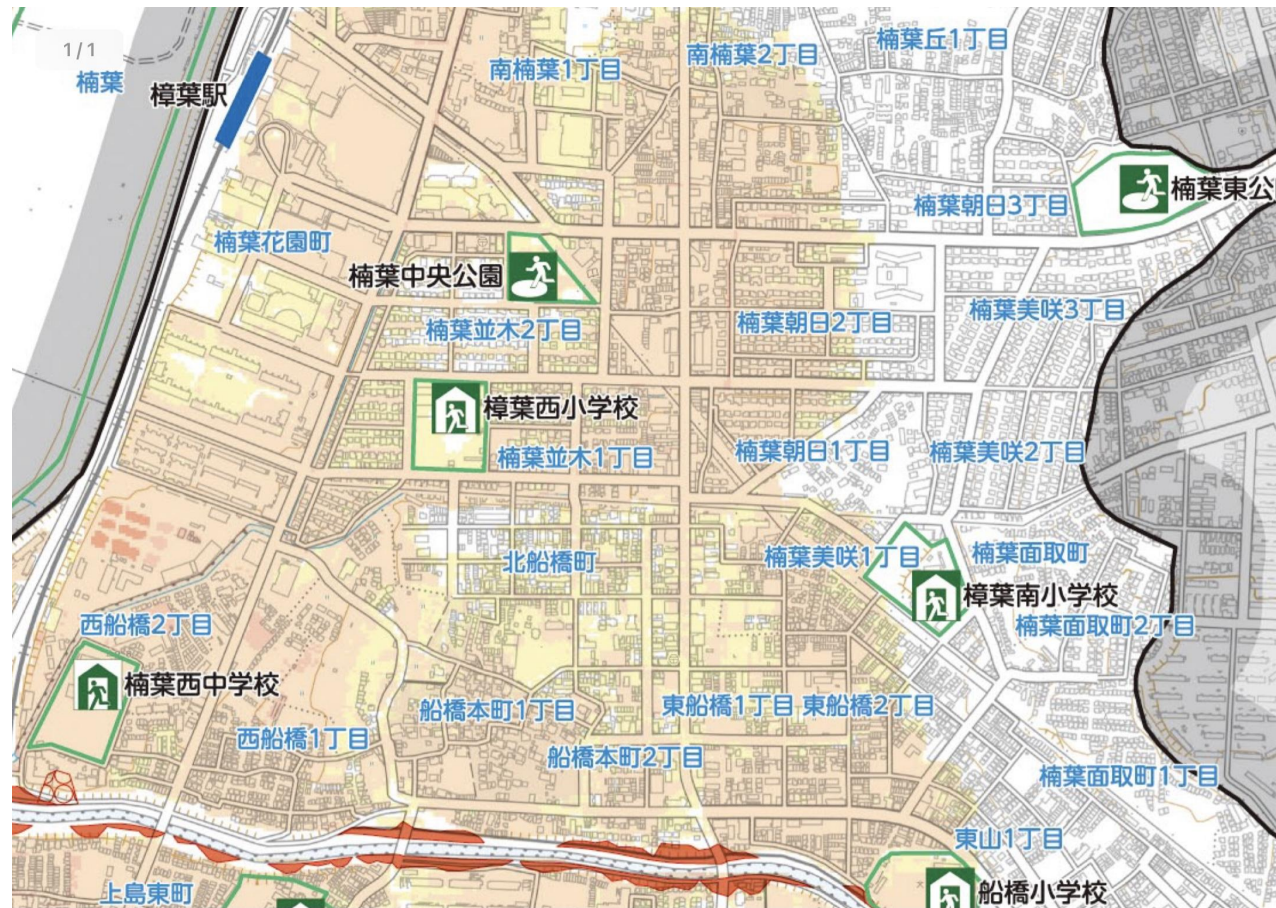 1/1
楠葉
樟葉駅
南楠葉1丁目
南楠葉2丁目
楠葉丘1丁目
楠葉東公
楠葉朝日3丁目
楠葉花園町
楠葉中央公園
楠葉並木2丁目
楠葉朝日2丁目
楠葉美咲3丁目
樟葉西小学校
楠葉並木1丁目
楠葉朝日1丁目
楠葉美咲2丁目
北船橋町
楠葉美咲1丁目
楠葉面取町
樟葉南小学校
楠葉面取町2丁目
西船橋2丁目
楠葉西中学校
船橋本町1丁目
東船橋1丁目
東船橋2丁目
西船橋1丁目
船橋本町2丁目
楠葉面取町1丁目
東山1丁目
上島東町
船橋小学校